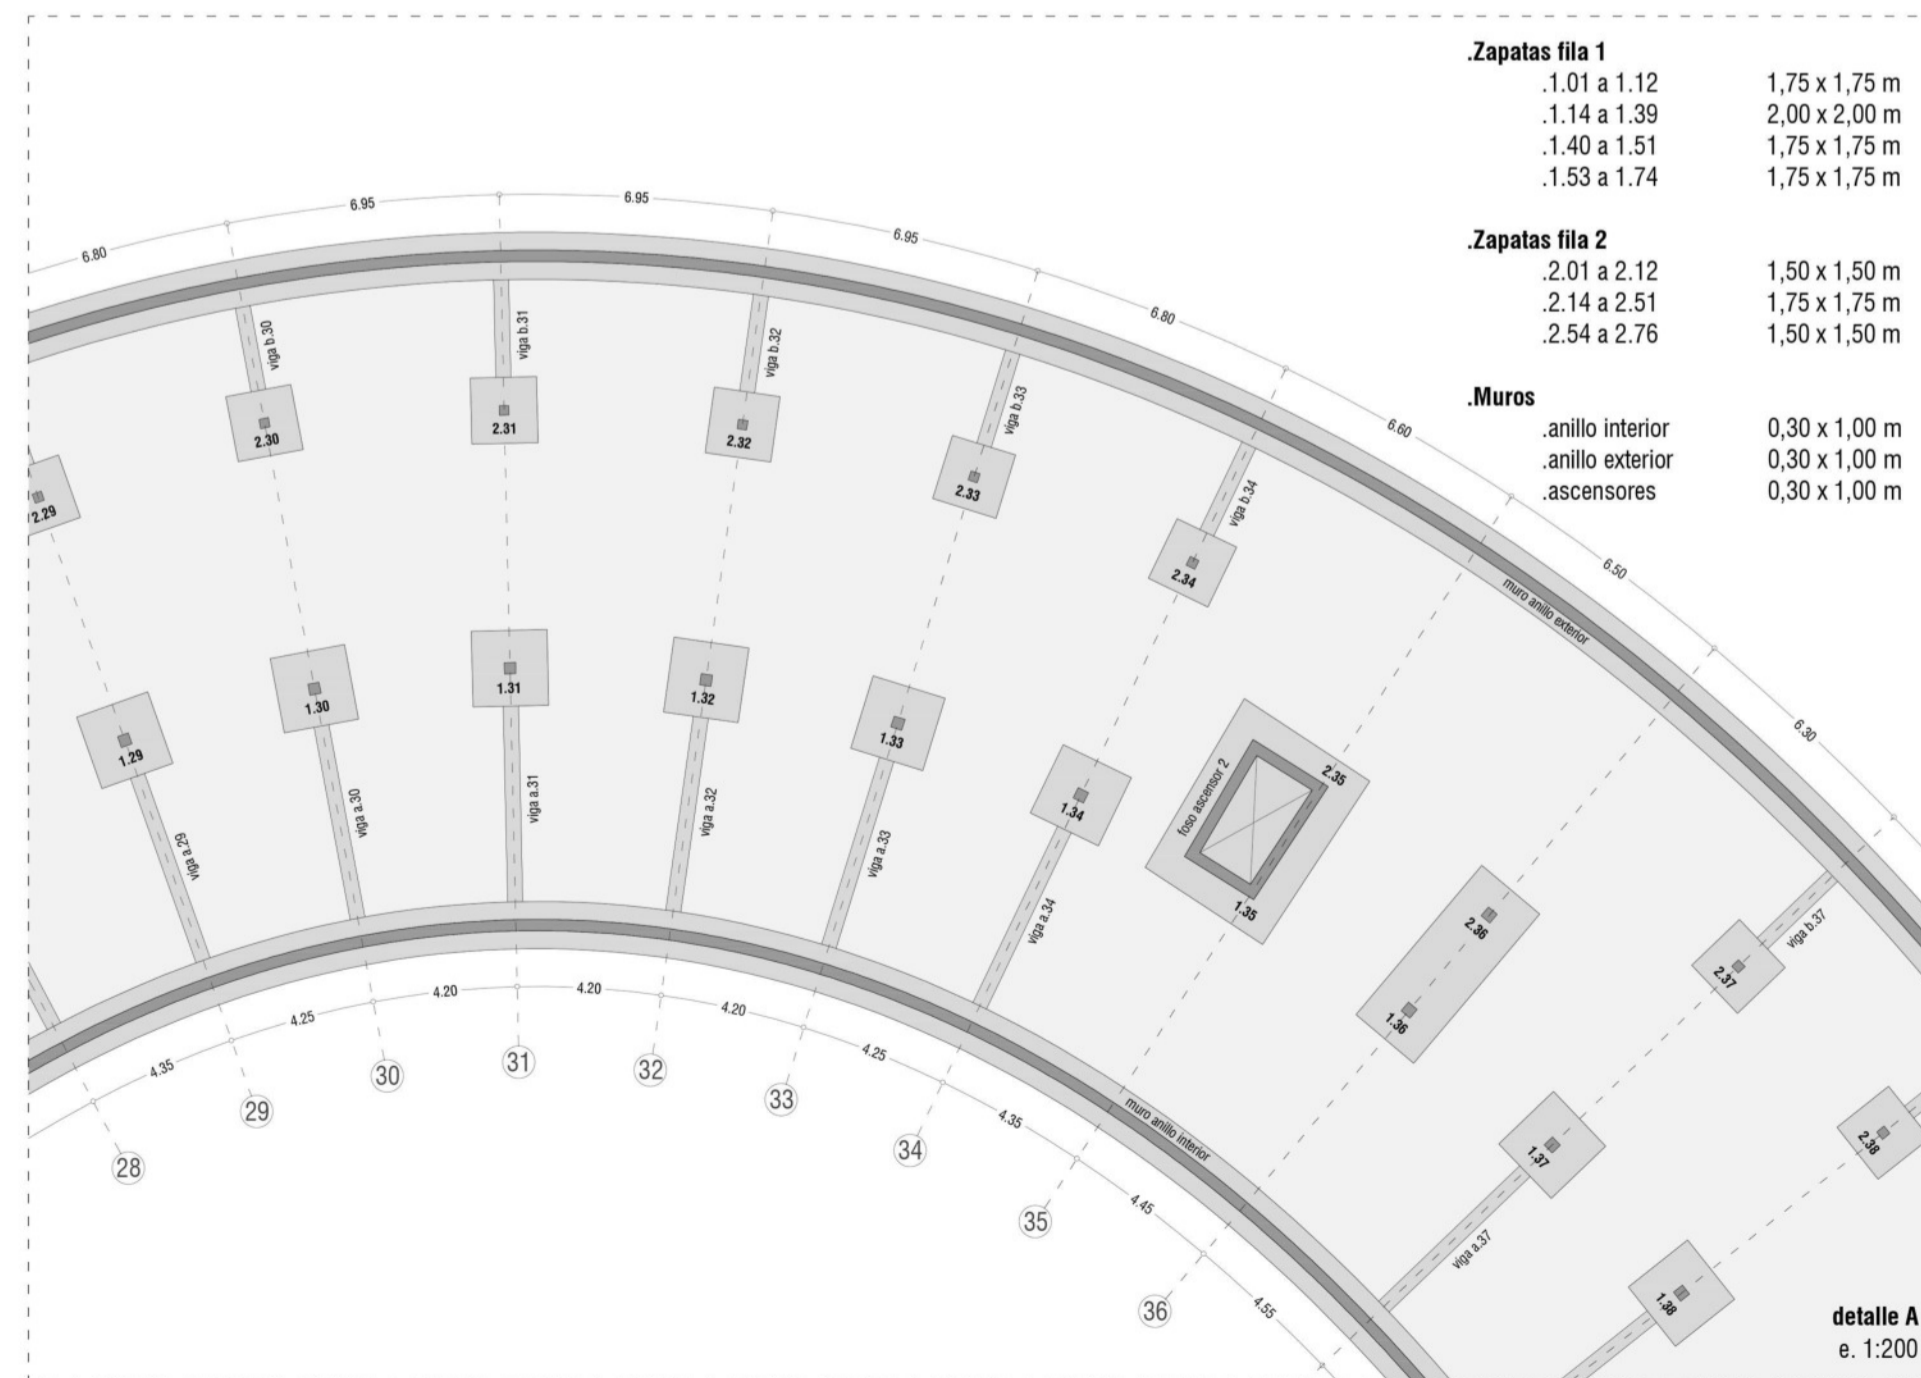 .Zapatas fila 1
.1.01 a 1.12 1,75 x 1,75 m
.1.14 a 1.39 2,00 x 2,00 m
.1.40 a 1.51 1,75 x 1,75 m
.1.53 a 1.74 1,75 x 1,75 m
.Zapatas fila 2
.2.01 a 2.12 1,50 x 1,50 m
.2.14 a 2.51 1,75 x 1,75 m
.2.54 a 2.76 1,50 x 1,50 m
.Muros
.anillo interior 0,30 x 1,00 m
.anillo exterior 0,30 x 1,00 m
.ascensores 0,30 x 1,00 m
6.80
6.95
6.95
6.95
6.80
6.60
6.50
6.30
viga b.30
viga b.31
viga b.32
viga b.33
viga b.34
viga b.37
muro anillo exterior
2.29
2.30
2.31
2.32
2.33
2.34
2.35
2.36
2.37
2.38
foso ascensor 2
1.29
1.30
1.31
1.32
1.33
1.34
1.35
1.36
1.37
1.38
viga a.29
viga a.30
viga a.31
viga a.32
viga a.33
viga a.34
viga a.37
muro anillo interior
4.35
4.25
4.20
4.20
4.20
4.25
4.35
4.45
4.55
28
29
30
31
32
33
34
35
36
detalle A
e. 1:200